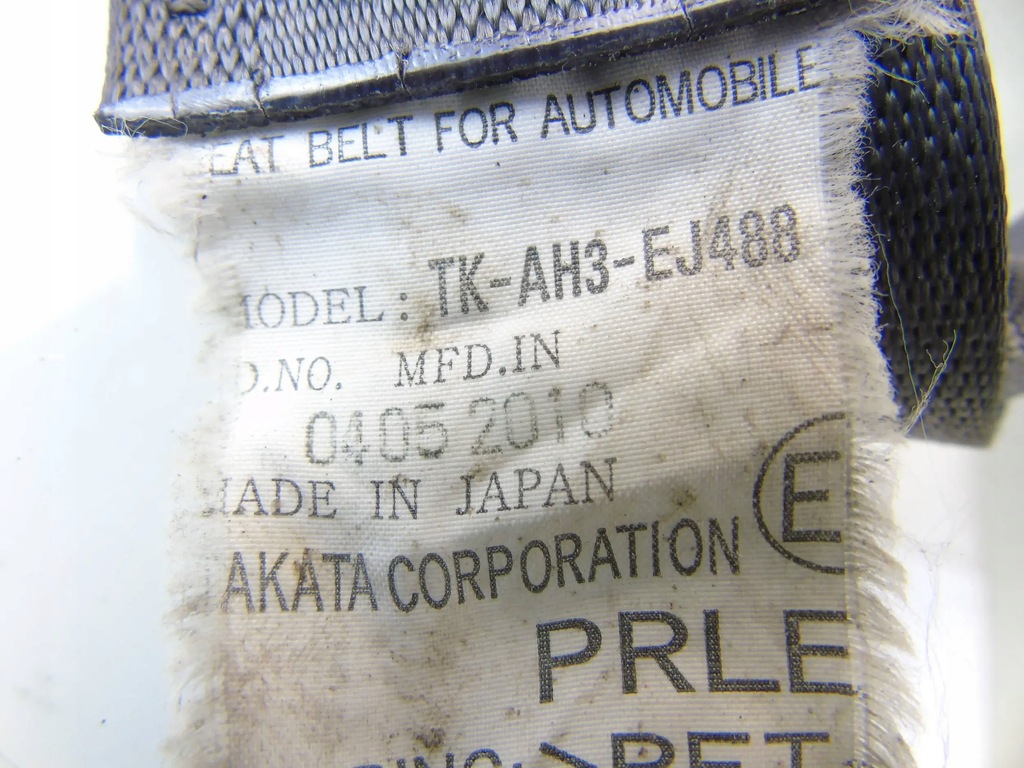 EAT BELT FOR AUTOMOBILE
MODEL: TK-AH3-EJ488
D.NO. MFD.IN
0405 2010
MADE IN JAPAN
E
AKATA CORPORATION
PRLE
>PET